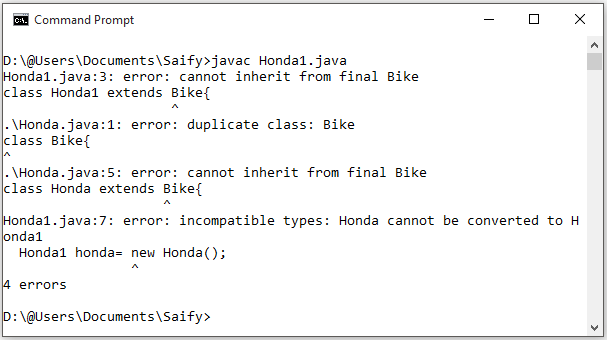 Command Prompt
D:\@Users\Documents\Saify>javac Honda1.java
Honda1.java:3: error: cannot inherit from final Bike
class Honda1 extends Bike{
^
.\Honda.java:1: error: duplicate class: Bike
class Bike{
^
.\Honda.java:5: error: cannot inherit from final Bike
class Honda extends Bike{
^
Honda1.java:7: error: incompatible types: Honda cannot be converted to H
onda1
Honda1 honda= new Honda();
^
4 errors
D:\@Users\Documents\Saify>